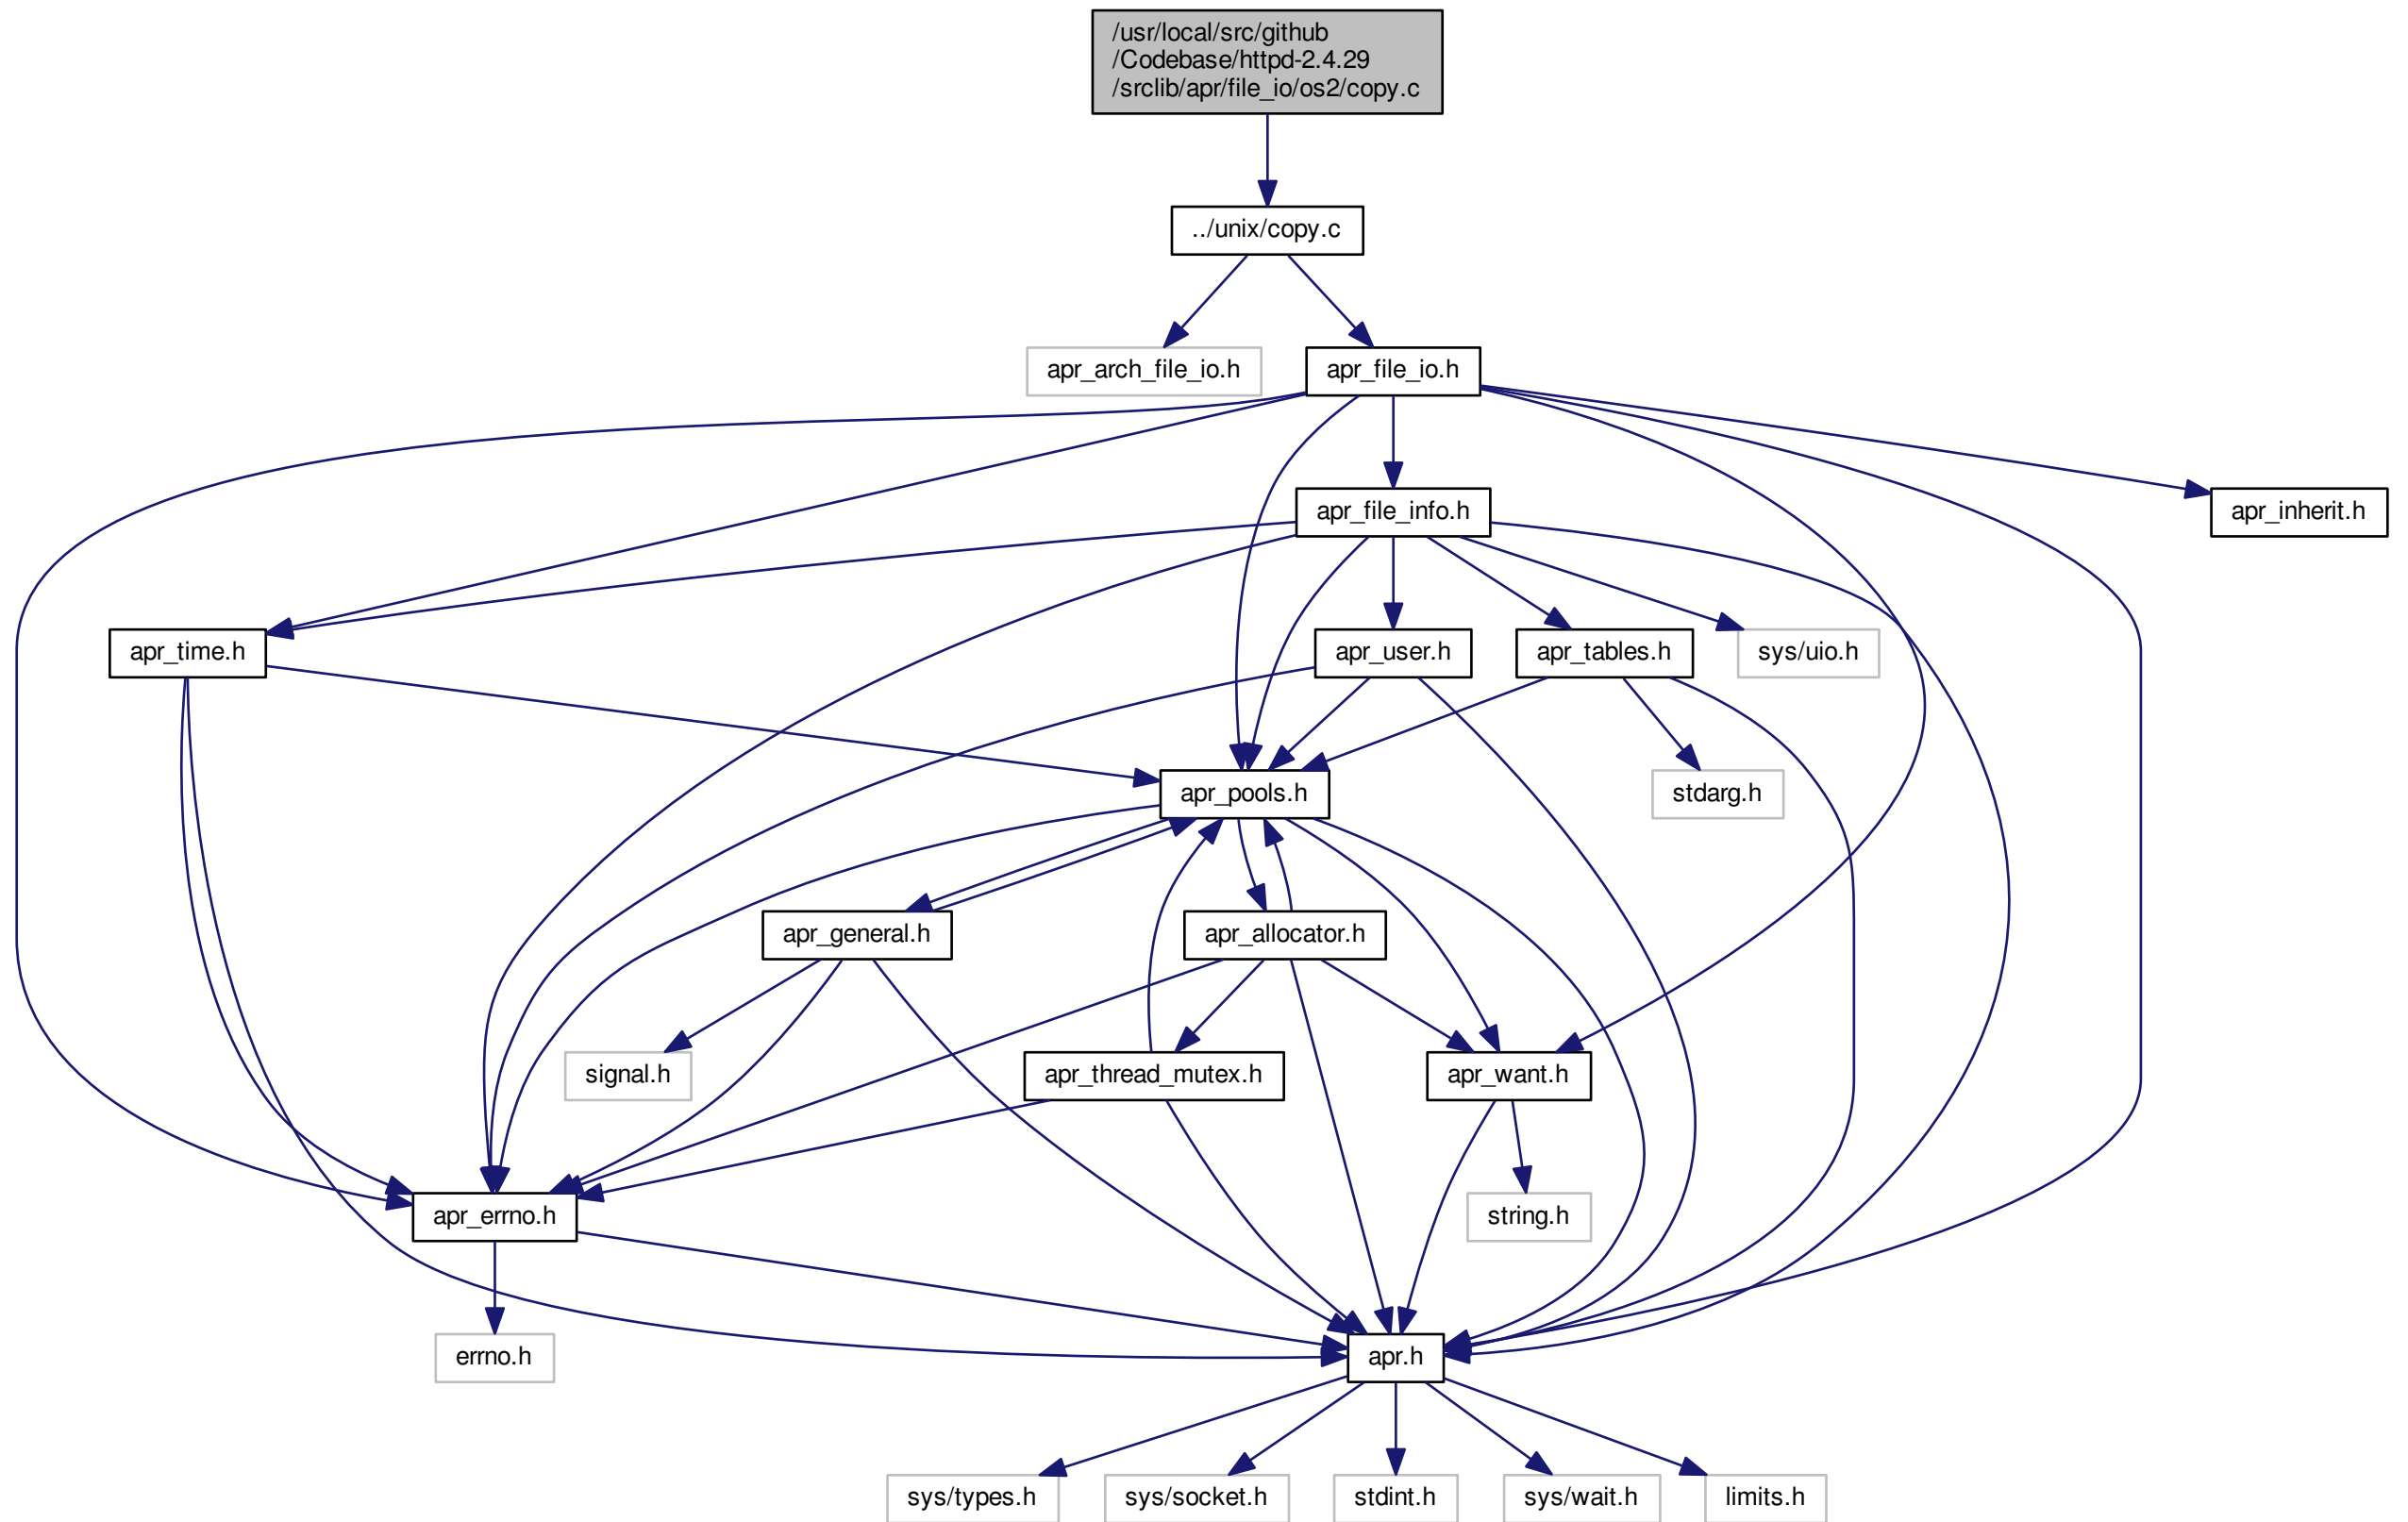 /usr/local/src/github
/Codebase/httpd-2.4.29
/srclib/apr/file_io/os2/copy.c
../unix/copy.c
apr_arch_file_io.h
apr_file_io.h
apr_file_info.h
apr_inherit.h
apr_time.h
apr_user.h
apr_tables.h
sys/uio.h
apr_pools.h
stdarg.h
apr_general.h
apr_allocator.h
signal.h
apr_thread_mutex.h
apr_want.h
apr_errno.h
string.h
errno.h
apr.h
sys/types.h
sys/socket.h
stdint.h
sys/wait.h
limits.h